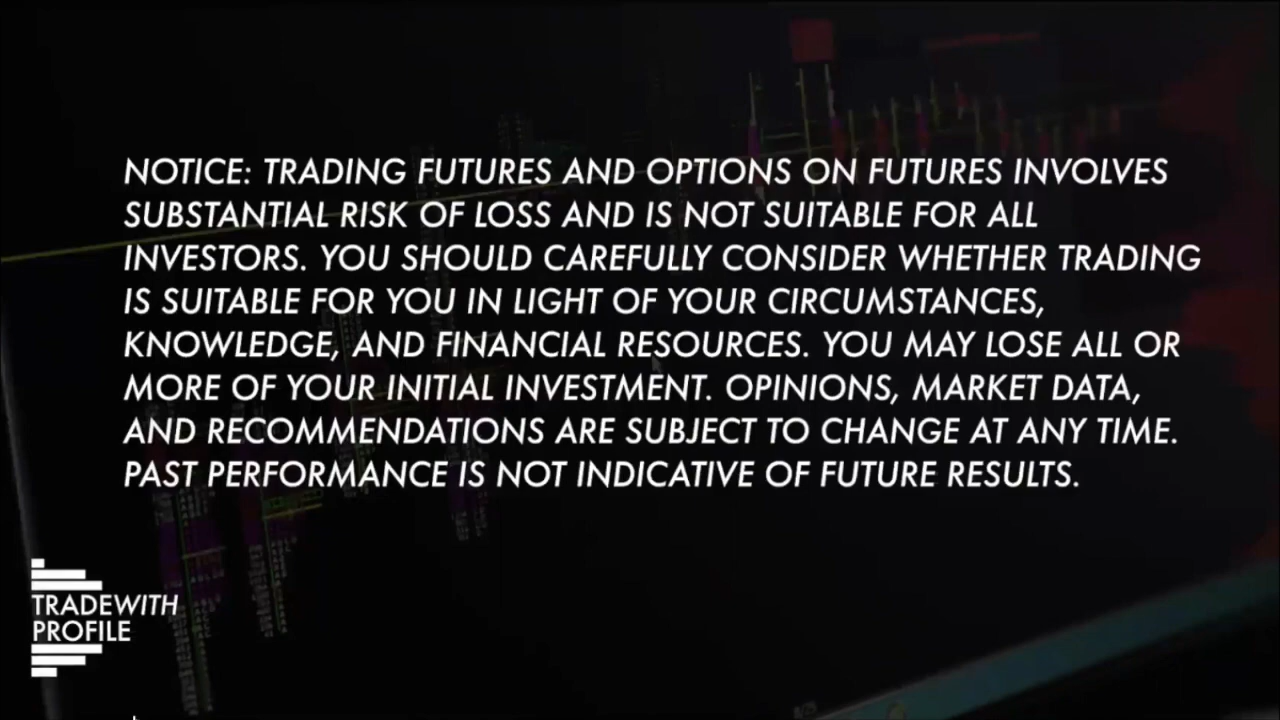 NOTICE: TRADING FUTURES AND OPTIONS ON FUTURES INVOLVES
SUBSTANTIAL RISK OF LOSS AND IS NOT SUITABLE FOR ALL
INVESTORS. YOU SHOULD CAREFULLY CONSIDER WHETHER TRADING
IS SUITABLE FOR YOU IN LIGHT OF YOUR CIRCUMSTANCES,
KNOWLEDGE, AND FINANCIAL RESOURCES. YOU MAY LOSE ALL OR
MORE OF YOUR INITIAL INVESTMENT. OPINIONS, MARKET DATA,
AND RECOMMENDATIONS ARE SUBJECT TO CHANGE AT ANY TIME.
PAST PERFORMANCE IS NOT INDICATIVE OF FUTURE RESULTS.
TRADEWITH
PROFILE